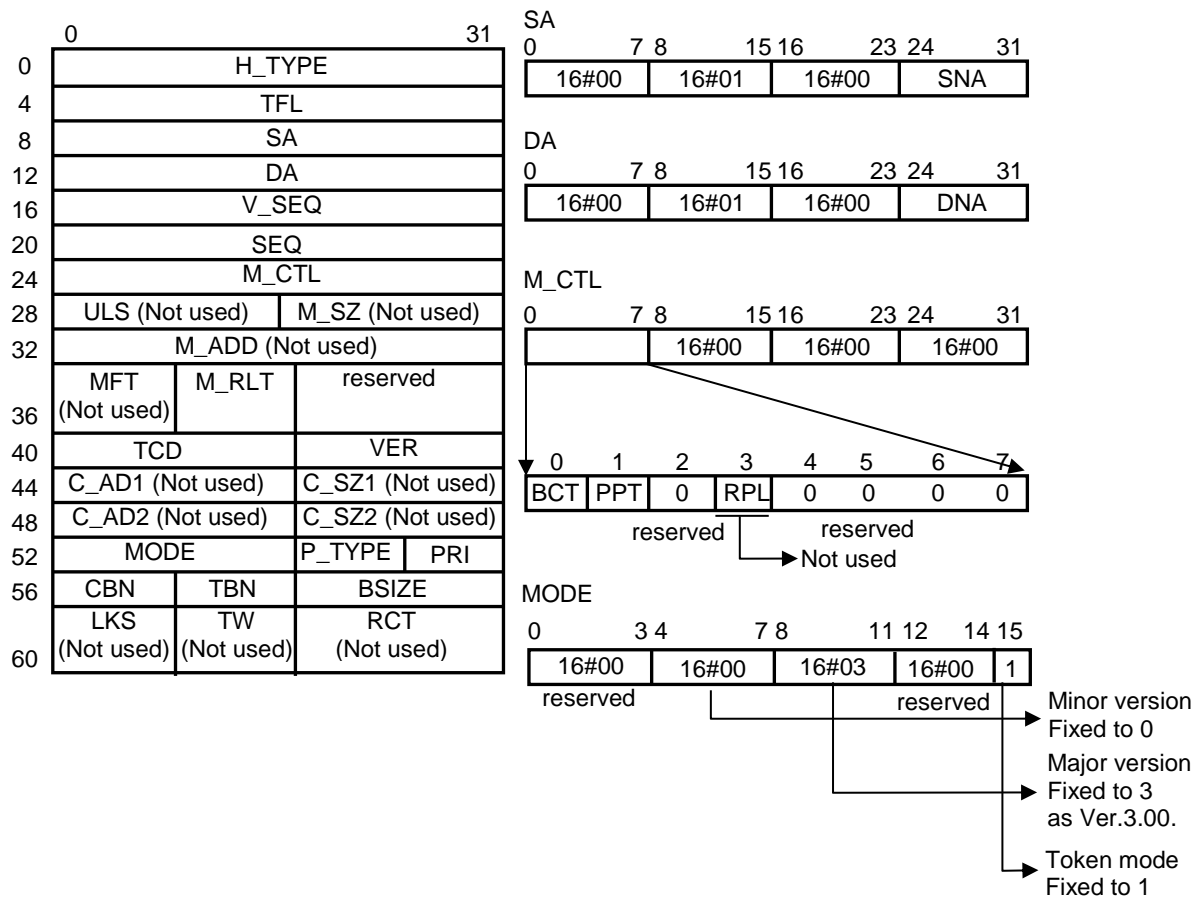 0 31
0 H_TYPE
4 TFL
8 SA
12 DA
16 V_SEQ
20 SEQ
24 M_CTL
28 ULS (Not used) M_SZ (Not used)
32 M_ADD (Not used)
MFT M_RLT reserved
(Not used)
36
40 TCD VER
44 C_AD1 (Not used) C_SZ1 (Not used)
48 C_AD2 (Not used) C_SZ2 (Not used)
52 MODE P_TYPE PRI
56 CBN TBN BSIZE
LKS TW RCT
(Not used) (Not used) (Not used)
60
SA
0 7 8 15 16 23 24 31
16#00 16#01 16#00 SNA
DA
0 7 8 15 16 23 24 31
16#00 16#01 16#00 DNA
M_CTL
0 7 8 15 16 23 24 31
16#00 16#00 16#00
0 1 2 3 4 5 6 7
BCT PPT 0 RPL 0 0 0 0
reserved reserved
Not used
MODE
0 3 4 7 8 11 12 14 15
16#00 16#00 16#03 16#00 1
reserved reserved
Minor version
Fixed to 0
Major version
Fixed to 3
as Ver.3.00.
Token mode
Fixed to 1